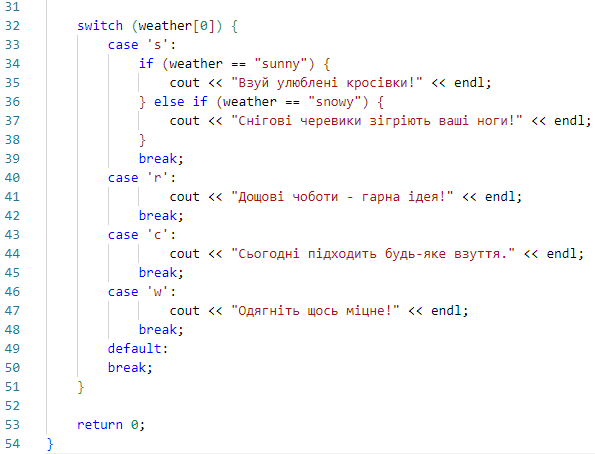 31
32 switch (weather[0]) {
33 case 's':
34 if (weather == "sunny") {
35 cout << "Взуй улюблені кросівки!" << endl;
36 } else if (weather == "snowy") {
37 cout << "Снігові черевики зігріють ваші ноги!" << endl;
38 }
39 break;
40 case 'r':
41 cout << "Дощові чоботи - гарна ідея!" << endl;
42 break;
43 case 'c':
44 cout << "Сьогодні підходить будь-яке взуття." << endl;
45 break;
46 case 'w':
47 cout << "Одягніть щось міцне!" << endl;
48 break;
49 default:
50 break;
51 }
52
53 return 0;
54 }